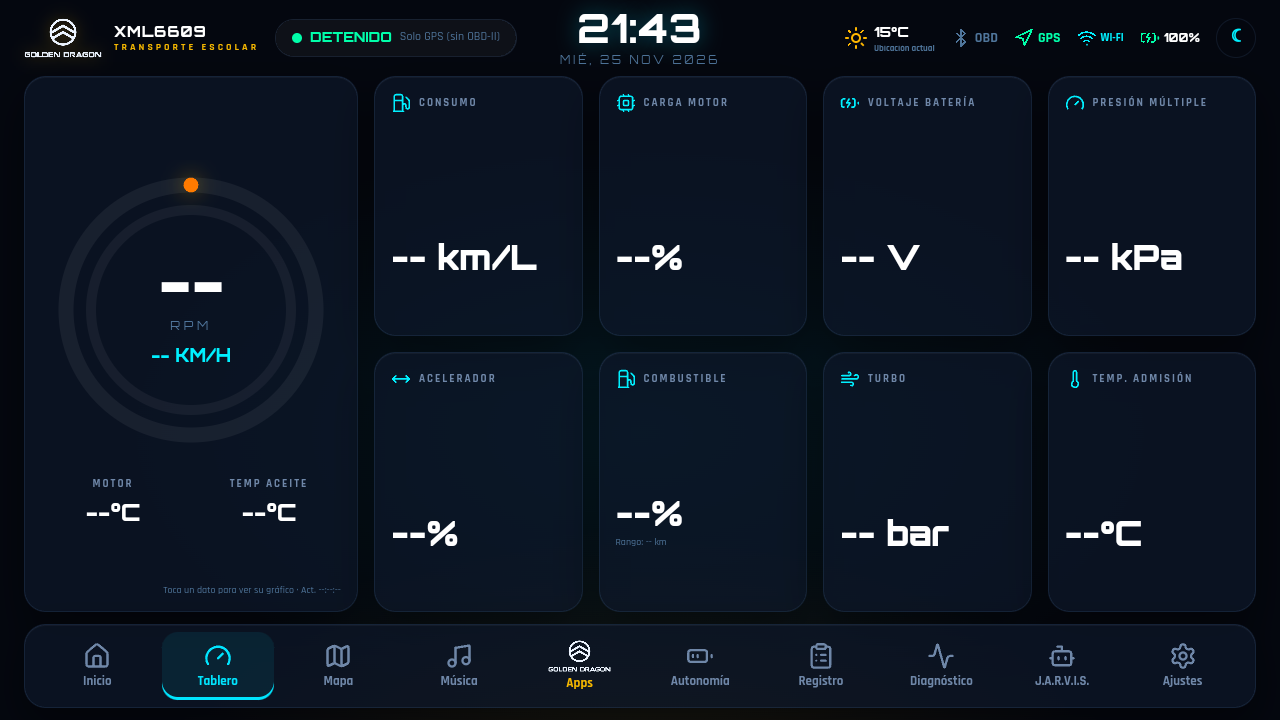 GOLDEN DRAGON
XML6609
TRANSPORTE ESCOLAR
DETENIDO Solo GPS (sin OBD-II)
21:43
MIÉ, 25 NOV 2026
15°C
Ubicación actual
OBD
GPS
WI-FI
100%
--
RPM
-- KM/H
MOTOR
--°C
TEMP ACEITE
--°C
Toca un dato para ver su gráfico · Act. --:--:--
CONSUMO
-- km/L
CARGA MOTOR
--%
VOLTAJE BATERÍA
-- V
PRESIÓN MÚLTIPLE
-- kPa
ACELERADOR
--%
COMBUSTIBLE
--%
Rango: -- km
TURBO
-- bar
TEMP. ADMISIÓN
--°C
Inicio
Tablero
Mapa
Música
GOLDEN DRAGON
Apps
Autonomía
Registro
Diagnóstico
J.A.R.V.I.S.
Ajustes